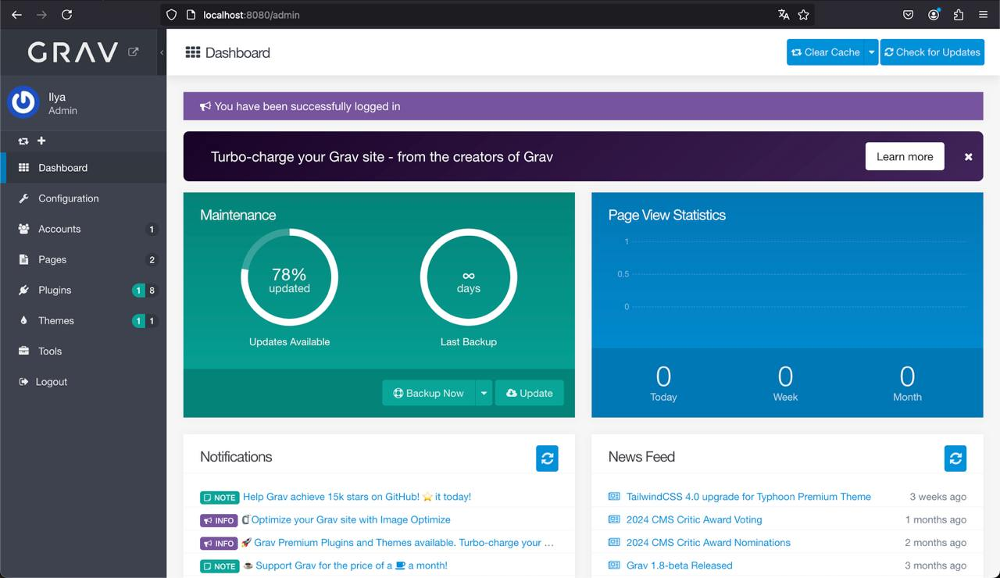 localhost:8080/admin
GRAV
Dashboard
Clear Cache
Check for Updates
Ilya
Admin
You have been successfully logged in
Turbo-charge your Grav site - from the creators of Grav
Learn more
Dashboard
Configuration
Accounts 1
Pages 2
Plugins 1 8
Themes 1 1
Tools
Logout
Maintenance
78%
updated
Updates Available
∞
days
Last Backup
Backup Now
Update
Page View Statistics
1
0.5
0
0 0 0
Today Week Month
Notifications
NOTE Help Grav achieve 15k stars on GitHub! ⭐ it today!
INFO Optimize your Grav site with Image Optimize
INFO 🚀 Grav Premium Plugins and Themes available. Turbo-charge your ...
NOTE ☕ Support Grav for the price of a a month!
News Feed
TailwindCSS 4.0 upgrade for Typhoon Premium Theme 3 weeks ago
2024 CMS Critic Award Voting 1 months ago
2024 CMS Critic Award Nominations 2 months ago
Grav 1.8-beta Released 3 months ago